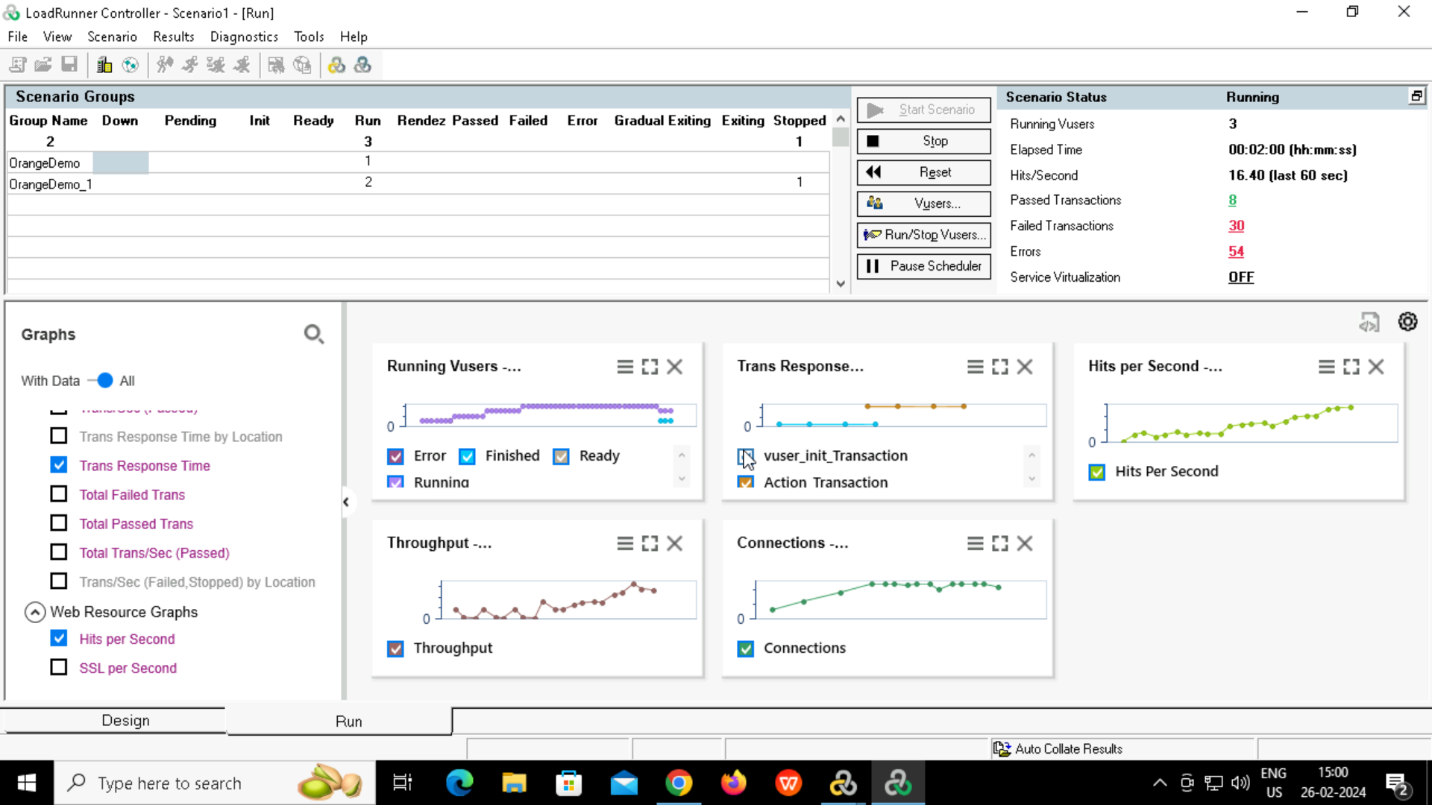 LoadRunner Controller - Scenario1 - [Run]
File View Scenario Results Diagnostics Tools Help
Scenario Groups
Group Name Down Pending Init Ready Run Rendez Passed Failed Error Gradual Exiting Exiting Stopped
2 3 1
OrangeDemo 1
OrangeDemo_1 2 1
Start Scenario
Stop
Reset
Vusers...
Run/Stop Vusers...
Pause Scheduler
Scenario Status Running
Running Vusers 3
Elapsed Time 00:02:00 (hh:mm:ss)
Hits/Second 16.40 (last 60 sec)
Passed Transactions 8
Failed Transactions 30
Errors 54
Service Virtualization OFF
Graphs
With Data All
Trans/Sec (Passed)
Trans Response Time by Location
Trans Response Time
Total Failed Trans
Total Passed Trans
Total Trans/Sec (Passed)
Trans/Sec (Failed,Stopped) by Location
Web Resource Graphs
Hits per Second
SSL per Second
Running Vusers -...
0
Error Finished Ready
Running
Trans Response...
0
vuser_init_Transaction
Action_Transaction
Hits per Second -...
0
Hits Per Second
Throughput -...
0
Throughput
Connections -...
0
Connections
Design Run
Auto Collate Results
Type here to search
ENG
US
15:00
26-02-2024
2